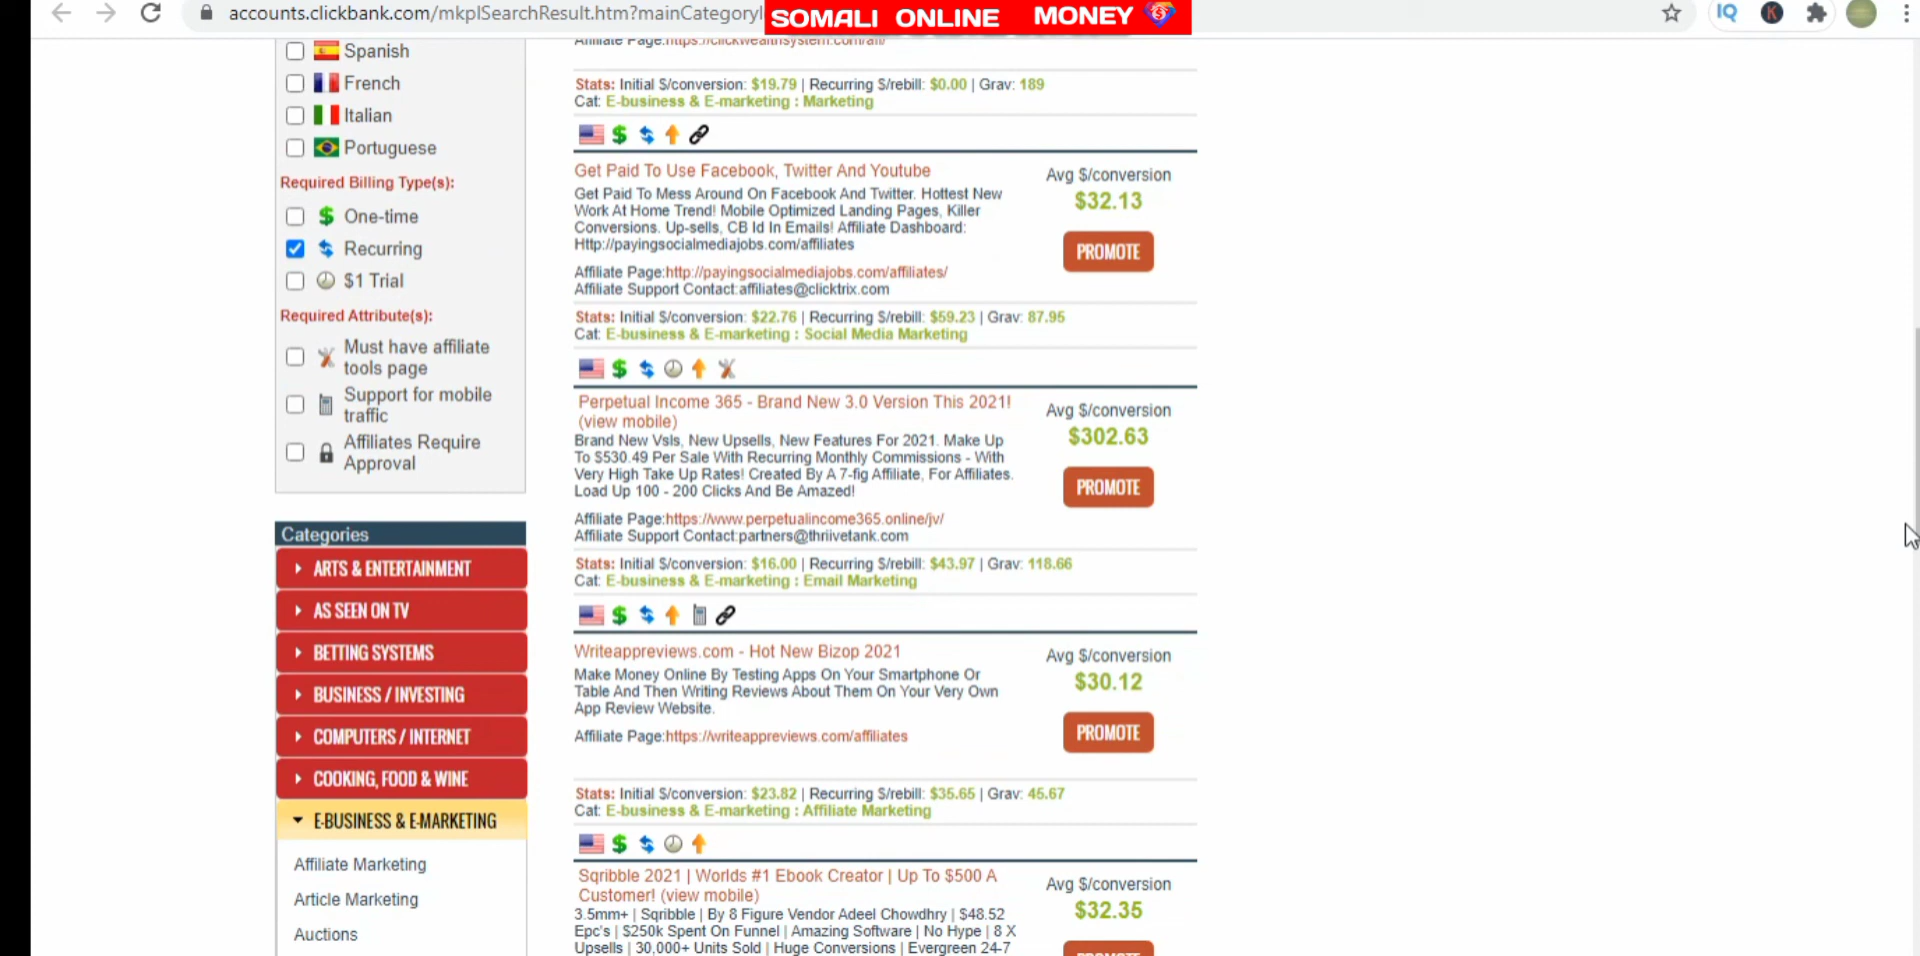 accounts.clickbank.com/mkplSearchResult.htm?mainCategoryI
SOMALI ONLINE MONEY
IQ
K
Spanish
French
Italian
Portuguese
Required Billing Type(s):
One-time
Recurring
$1 Trial
Required Attribute(s):
Must have affiliate
tools page
Support for mobile
traffic
Affiliates Require
Approval
Categories
ARTS & ENTERTAINMENT
AS SEEN ON TV
BETTING SYSTEMS
BUSINESS / INVESTING
COMPUTERS / INTERNET
COOKING, FOOD & WINE
E-BUSINESS & E-MARKETING
Affiliate Marketing
Article Marketing
Auctions
Affiliate Page:https://clickwealthsystem.com/aff/
Stats: Initial $/conversion: $19.79 | Recurring $/rebill: $0.00 | Grav: 189
Cat: E-business & E-marketing : Marketing
Get Paid To Use Facebook, Twitter And Youtube
Get Paid To Mess Around On Facebook And Twitter. Hottest New
Work At Home Trend! Mobile Optimized Landing Pages, Killer
Conversions. Up-sells, CB Id In Emails! Affiliate Dashboard:
Http://payingsocialmediajobs.com/affiliates
Affiliate Page:http://payingsocialmediajobs.com/affiliates/
Affiliate Support Contact:affiliates@clicktrix.com
Avg $/conversion
$32.13
PROMOTE
Stats: Initial $/conversion: $22.76 | Recurring $/rebill: $59.23 | Grav: 87.95
Cat: E-business & E-marketing : Social Media Marketing
Perpetual Income 365 - Brand New 3.0 Version This 2021!
(view mobile)
Brand New Vsls, New Upsells, New Features For 2021. Make Up
To $530.49 Per Sale With Recurring Monthly Commissions - With
Very High Take Up Rates! Created By A 7-fig Affiliate, For Affiliates.
Load Up 100 - 200 Clicks And Be Amazed!
Affiliate Page:https://www.perpetualincome365.online/jv/
Affiliate Support Contact:partners@thriivetank.com
Avg $/conversion
$302.63
PROMOTE
Stats: Initial $/conversion: $16.00 | Recurring $/rebill: $43.97 | Grav: 118.66
Cat: E-business & E-marketing : Email Marketing
Writeappreviews.com - Hot New Bizop 2021
Make Money Online By Testing Apps On Your Smartphone Or
Table And Then Writing Reviews About Them On Your Very Own
App Review Website.
Affiliate Page:https://writeappreviews.com/affiliates
Avg $/conversion
$30.12
PROMOTE
Stats: Initial $/conversion: $23.82 | Recurring $/rebill: $35.65 | Grav: 45.67
Cat: E-business & E-marketing : Affiliate Marketing
Sqribble 2021 | Worlds #1 Ebook Creator | Up To $500 A
Customer! (view mobile)
3.5mm+ | Sqribble | By 8 Figure Vendor Adeel Chowdhry | $48.52
Epc's | $250k Spent On Funnel | Amazing Software | No Hype | 8 X
Upsells | 30,000+ Units Sold | Huge Conversions | Evergreen 24-7
Avg $/conversion
$32.35
PROMOTE